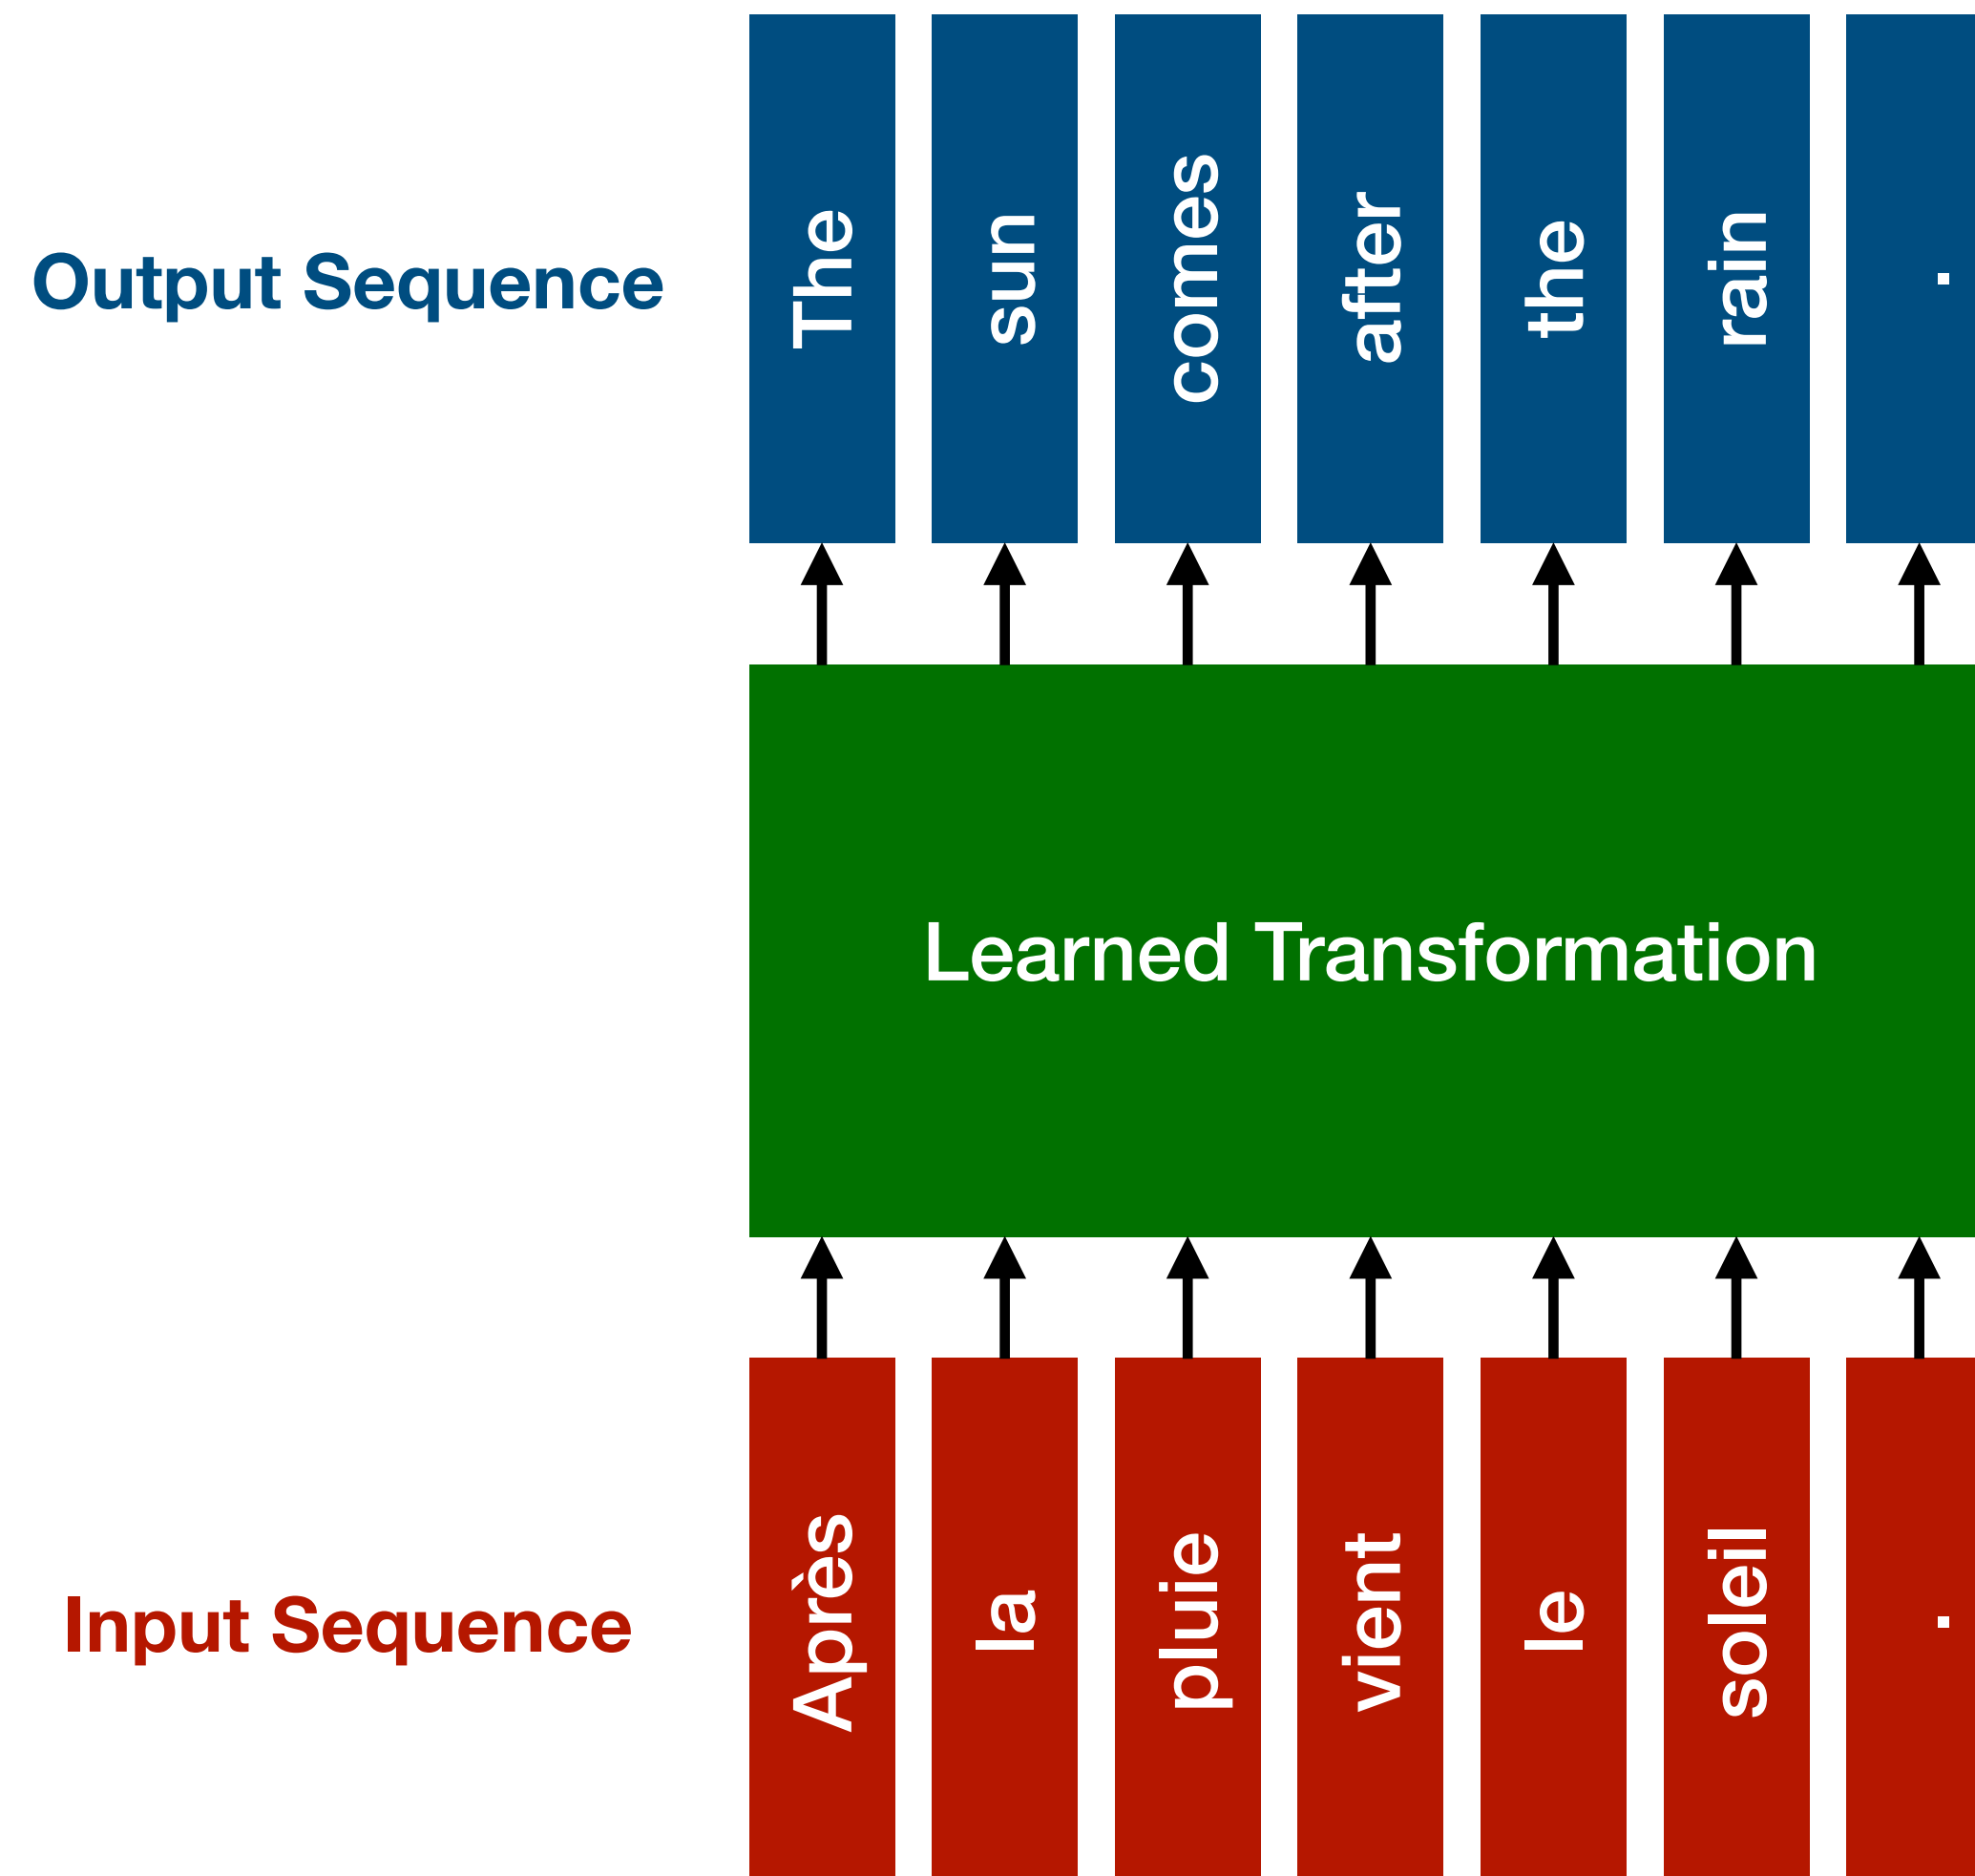 Output Sequence
The
sun
comes
after
the
rain
.
Learned Transformation
Input Sequence
Après
la
pluie
vient
le
soleil
.